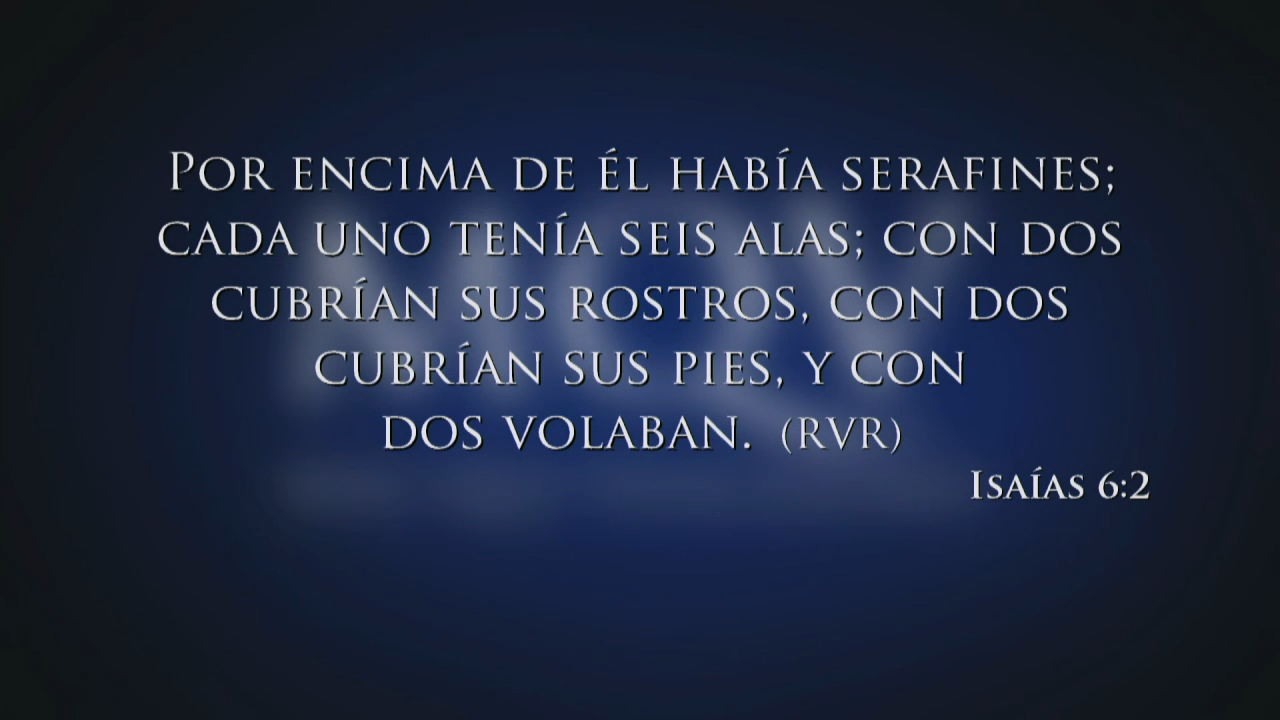 Por encima de él había serafines;
cada uno tenía seis alas; con dos
cubrían sus rostros, con dos
cubrían sus pies, y con
dos volaban. (RVR)
Isaías 6:2